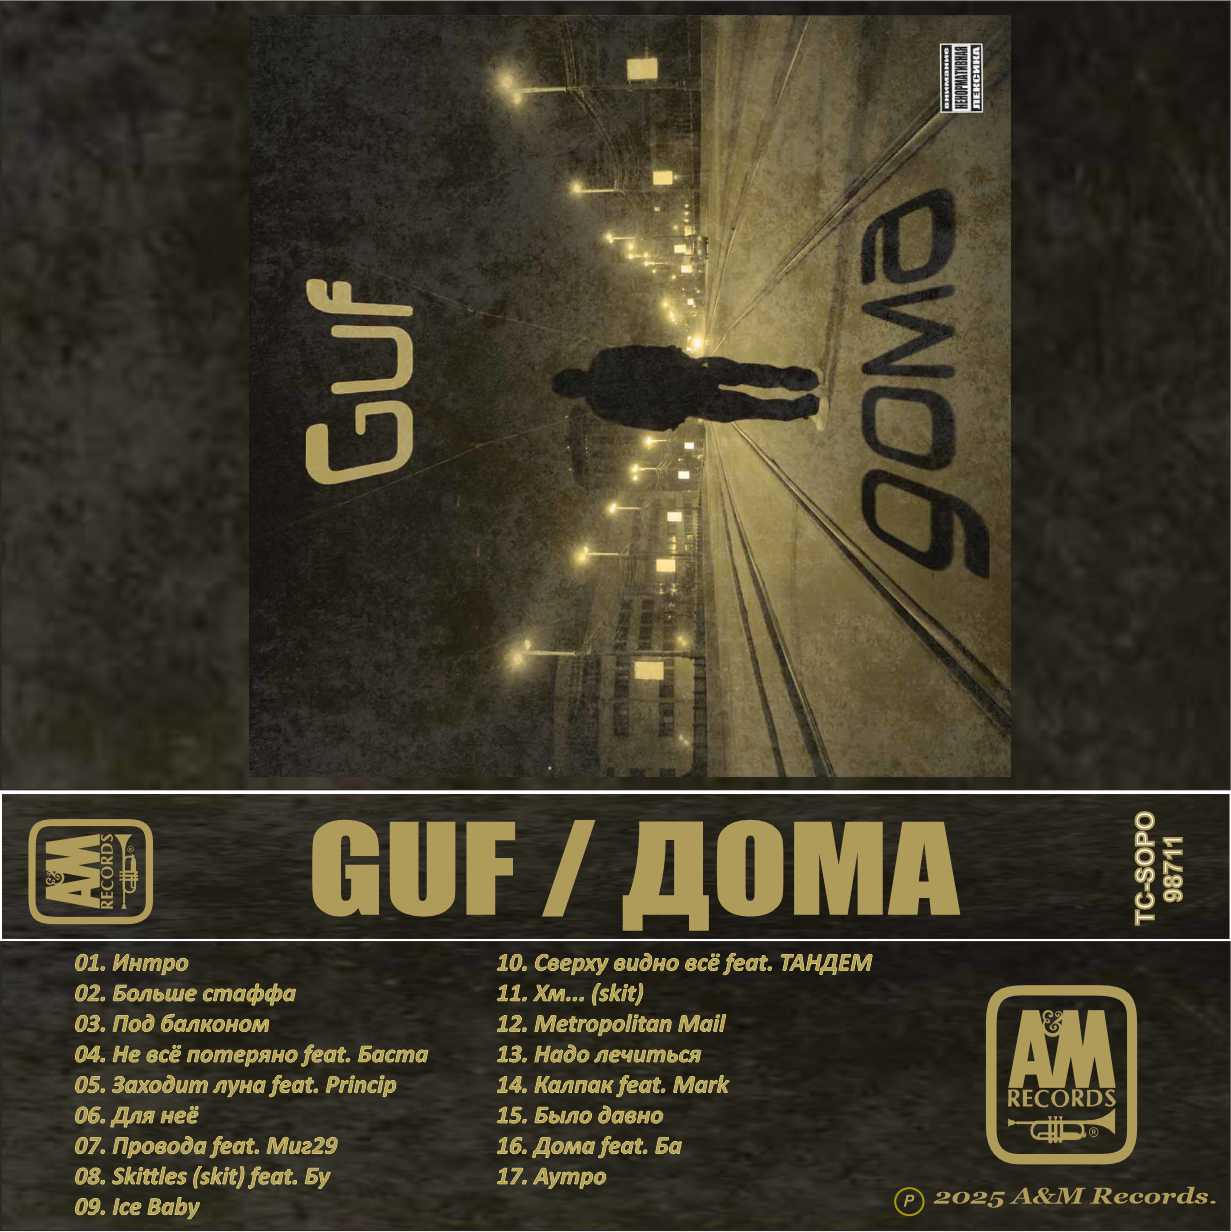 Guf
дома
ВНИМАНИЕ
НЕНОРМАТИВНАЯ
ЛЕКСИКА
A&M
RECORDS
®
GUF / ДОМА
TC-SOPO
98711
01. Интро
02. Больше стаффа
03. Под балконом
04. Не всё потеряно feat. Баста
05. Заходит луна feat. Princip
06. Для неё
07. Провода feat. Миг29
08. Skittles (skit) feat. Бу
09. Ice Baby
10. Сверху видно всё feat. ТАНДЕМ
11. Хм... (skit)
12. Metropolitan Mail
13. Надо лечиться
14. Калпак feat. Mark
15. Было давно
16. Дома feat. Ба
17. Аутро
A&M
RECORDS
®
℗ 2025 A&M Records.